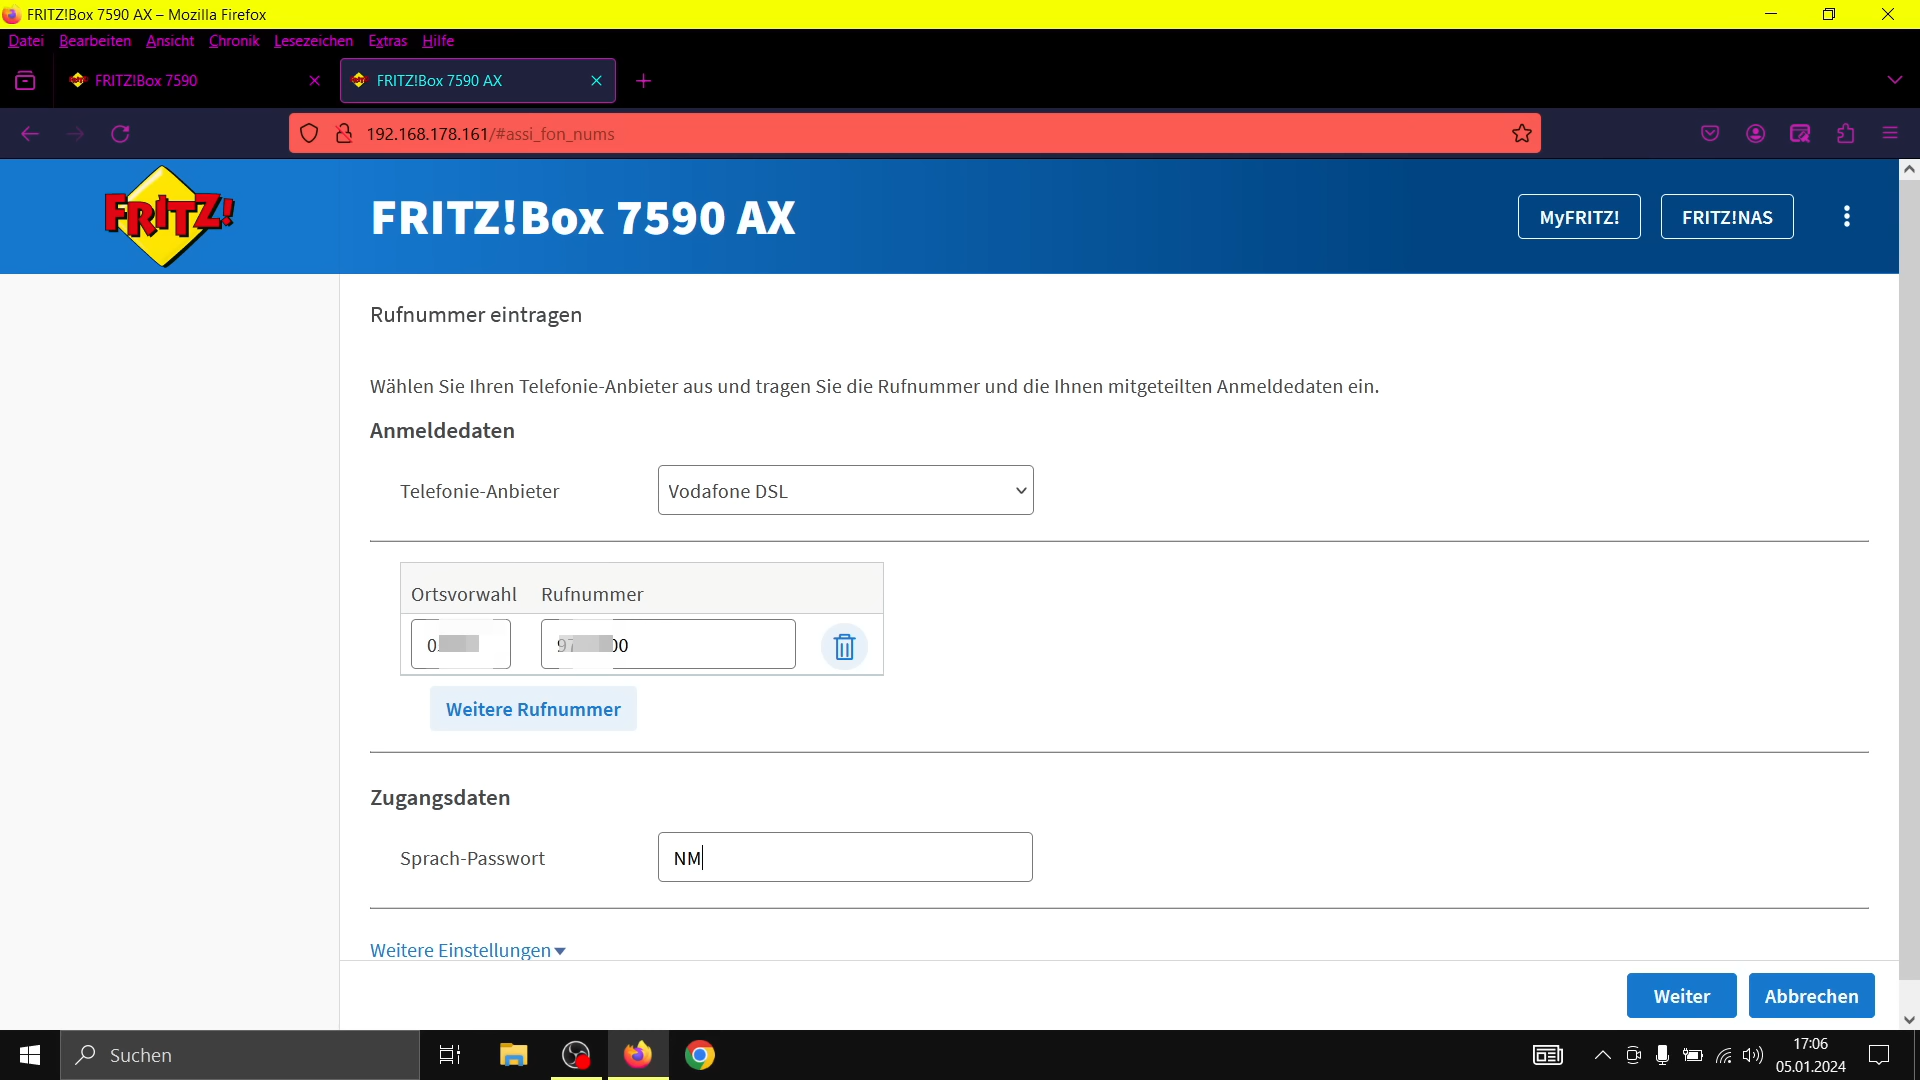 FRITZ!Box 7590 AX – Mozilla Firefox
Datei Bearbeiten Ansicht Chronik Lesezeichen Extras Hilfe
FRITZ!Box 7590
FRITZ!Box 7590 AX
192.168.178.161/#assi_fon_nums
FRITZ!
FRITZ!Box 7590 AX
MyFRITZ!
FRITZ!NAS
Rufnummer eintragen
Wählen Sie Ihren Telefonie-Anbieter aus und tragen Sie die Rufnummer und die Ihnen mitgeteilten Anmeldedaten ein.
Anmeldedaten
Telefonie-Anbieter
Vodafone DSL
Ortsvorwahl Rufnummer
Weitere Rufnummer
Zugangsdaten
Sprach-Passwort
NM
Weitere Einstellungen
Weiter
Abbrechen
Suchen
17:06
05.01.2024